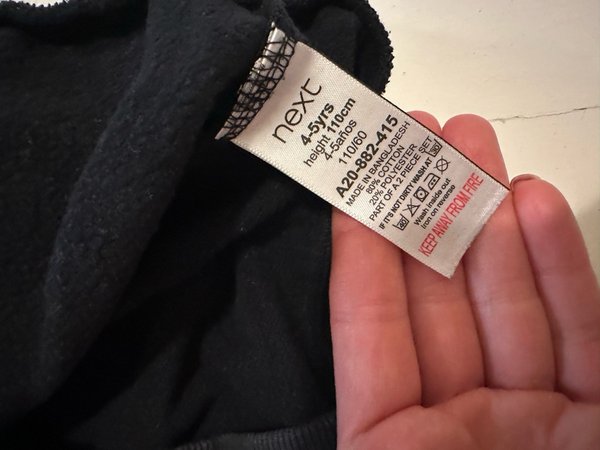 next
4-5yrs
height 110cm
4-5años
110/60
A20-882-415
MADE IN BANGLADESH
80% COTTON
20% POLYESTER
PART OF A 2 PIECE SET
IF IT'S NOT DIRTY WASH AT 30
Wash inside out
iron on reverse
KEEP AWAY FROM FIRE